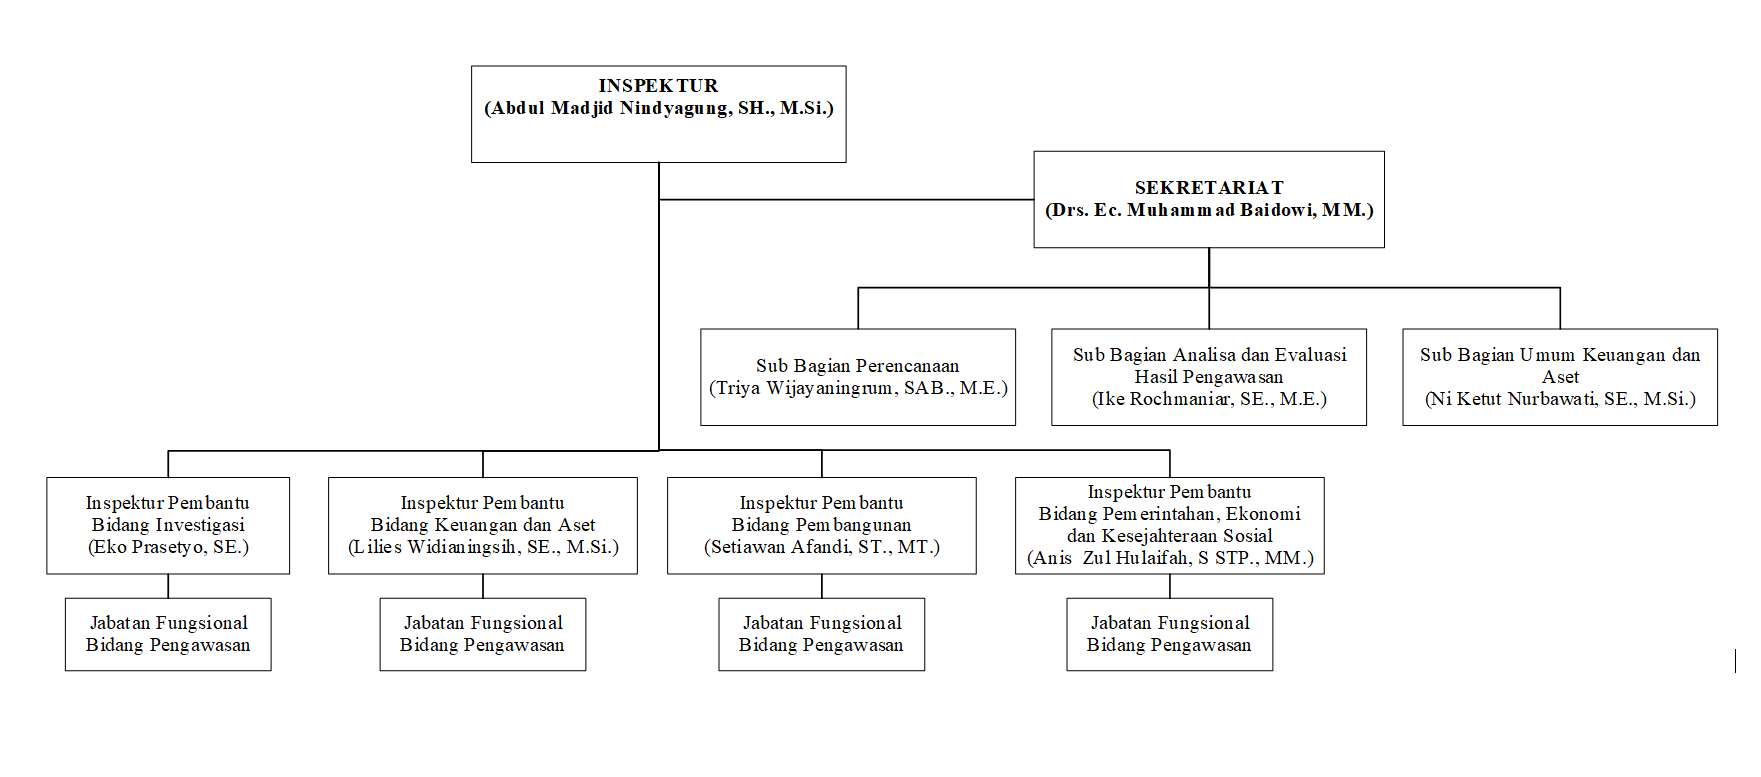 INSPEKTUR
(Abdul Madjid Nindyagung, SH., M.Si.)
SEKRETARIAT
(Drs. Ec. Muhammad Baidowi, MM.)
Sub Bagian Perencanaan
(Triya Wijayaningrum, SAB., M.E.)
Sub Bagian Analisa dan Evaluasi
Hasil Pengawasan
(Ike Rochmaniar, SE., M.E.)
Sub Bagian Umum Keuangan dan
Aset
(Ni Ketut Nurbawati, SE., M.Si.)
Inspektur Pembantu
Bidang Investigasi
(Eko Prasetyo, SE.)
Inspektur Pembantu
Bidang Keuangan dan Aset
(Lilies Widianingsih, SE., M.Si.)
Inspektur Pembantu
Bidang Pembangunan
(Setiawan Afandi, ST., MT.)
Inspektur Pembantu
Bidang Pemerintahan, Ekonomi
dan Kesejahteraan Sosial
(Anis Zul Hulaifah, S STP., MM.)
Jabatan Fungsional
Bidang Pengawasan
Jabatan Fungsional
Bidang Pengawasan
Jabatan Fungsional
Bidang Pengawasan
Jabatan Fungsional
Bidang Pengawasan